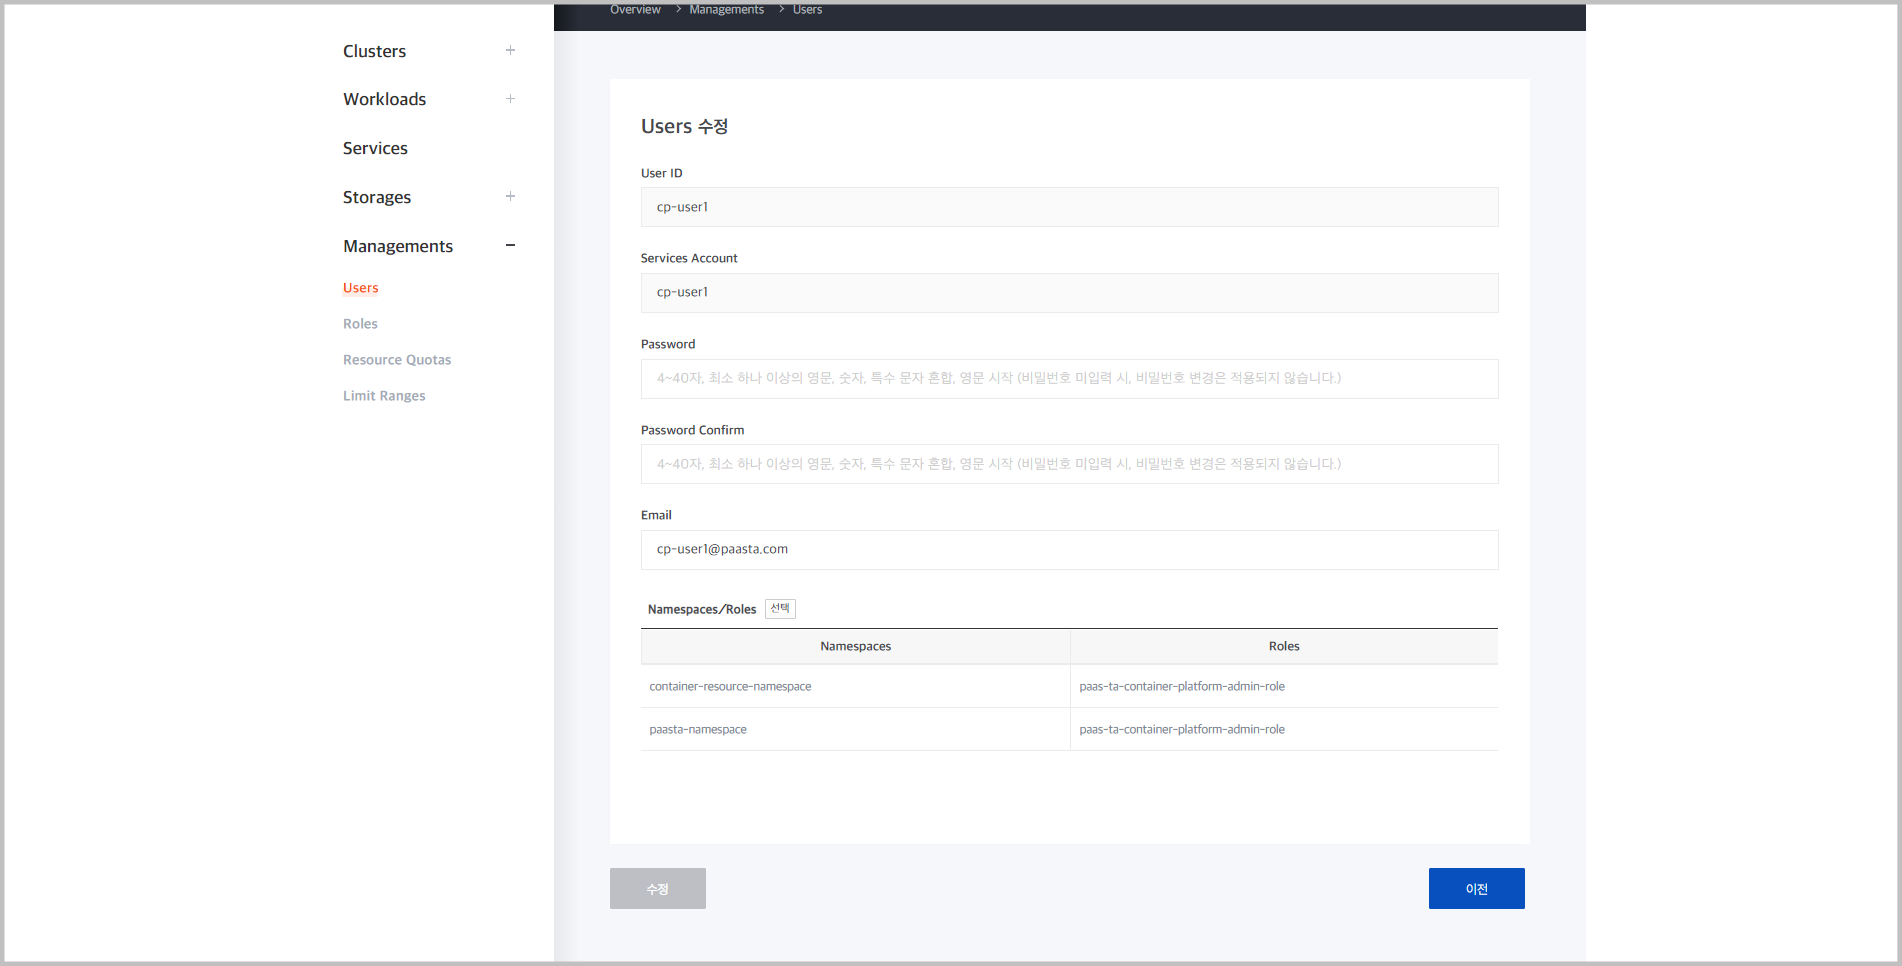 Overview > Managements > Users
Clusters
Workloads
Services
Storages
Managements
Users
Roles
Resource Quotas
Limit Ranges
Users 수정
User ID
cp-user1
Services Account
cp-user1
Password
4~40자, 최소 하나 이상의 영문, 숫자, 특수 문자 혼합, 영문 시작 (비밀번호 미입력 시, 비밀번호 변경은 적용되지 않습니다.)
Password Confirm
4~40자, 최소 하나 이상의 영문, 숫자, 특수 문자 혼합, 영문 시작 (비밀번호 미입력 시, 비밀번호 변경은 적용되지 않습니다.)
Email
cp-user1@paasta.com
Namespaces/Roles 선택
Namespaces Roles
container-resource-namespace paas-ta-container-platform-admin-role
paasta-namespace paas-ta-container-platform-admin-role
수정 이전